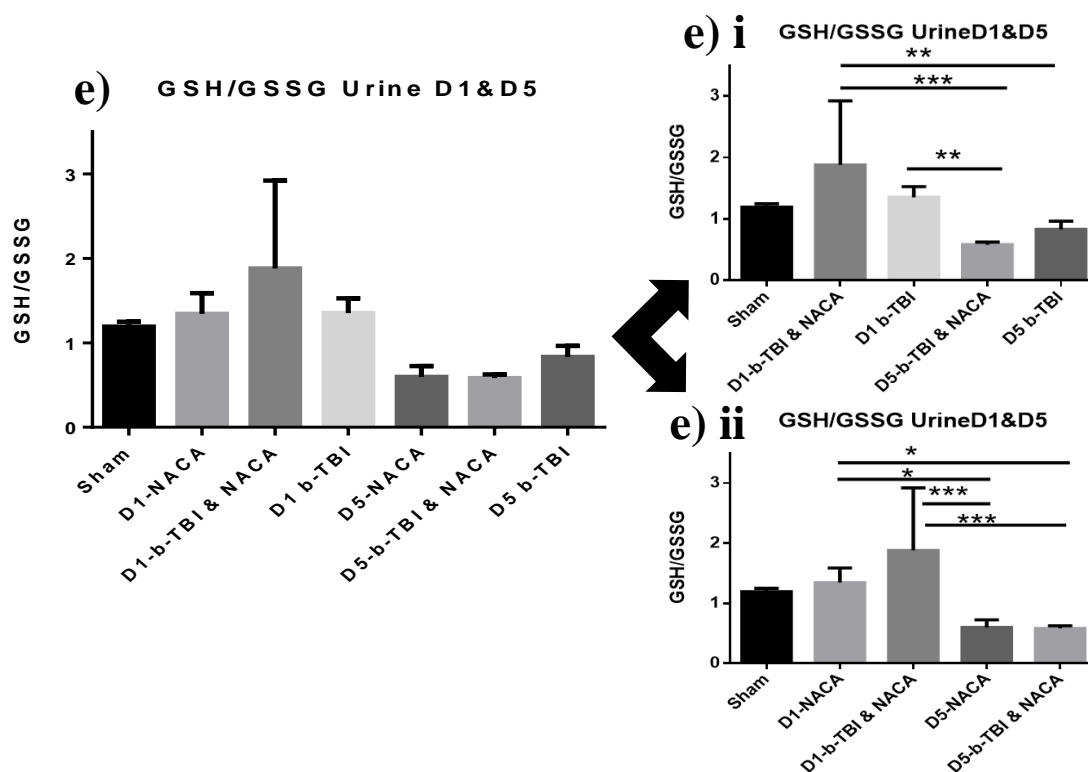 e) GSH/GSSG Urine D1&D5
GSH/GSSG
3
2
1
0
Sham
D1-NACA
D1-b-TBI & NACA
D1 b-TBI
D5-NACA
D5-b-TBI & NACA
D5 b-TBI
e) i GSH/GSSG UrineD1&D5
**
***
**
GSH/GSSG
3
2
1
0
Sham
D1-b-TBI & NACA
D1 b-TBI
D5-b-TBI & NACA
D5 b-TBI
e) ii GSH/GSSG UrineD1&D5
*
*
***
***
GSH/GSSG
3
2
1
0
Sham
D1-NACA
D1-b-TBI & NACA
D5-NACA
D5-b-TBI & NACA